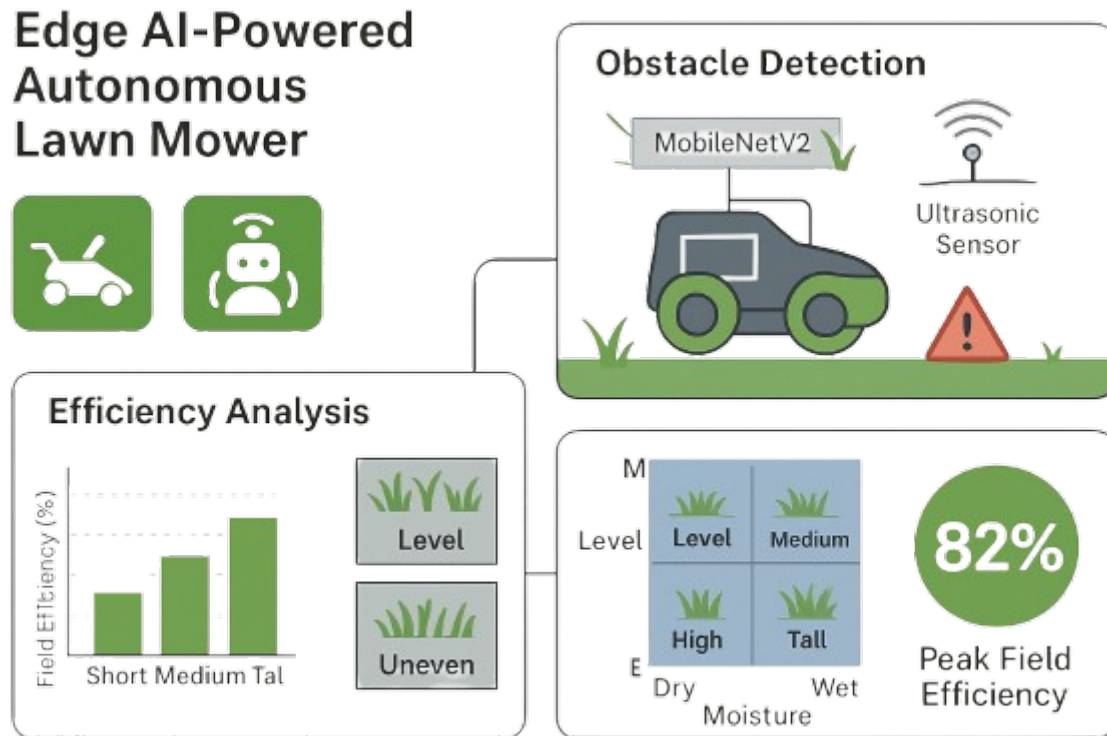 Edge AI-Powered
Autonomous
Lawn Mower
Obstacle Detection
MobileNetV2
Ultrasonic
Sensor
!
Efficiency Analysis
Field Efftbciency (%)
Short Medium Tal
Level
Uneven
M
Level
E
Level
Medium
High
Tall
Dry
Wet
Moisture
82%
Peak Field
Efficiency